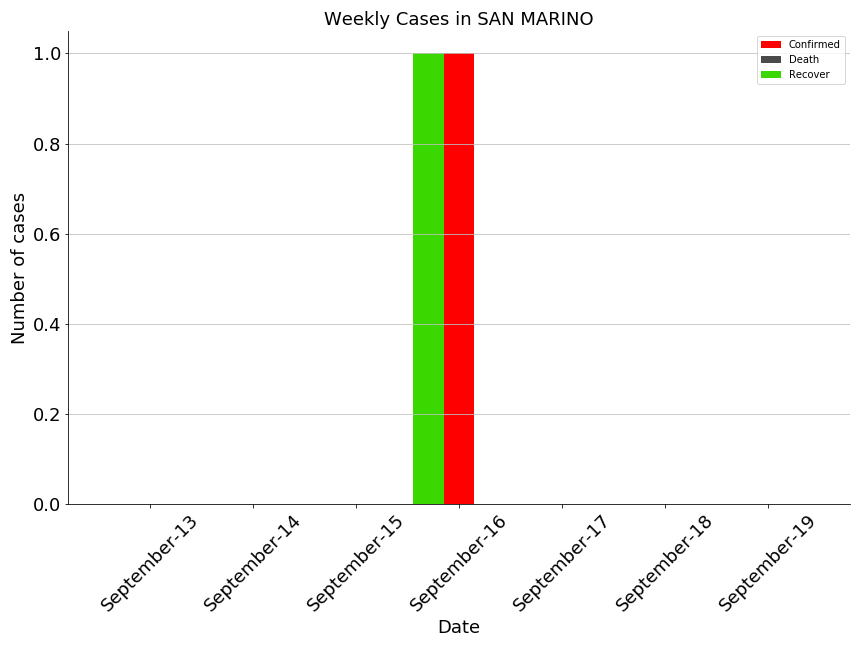 Weekly Cases in SAN MARINO
Confirmed
Death
Recover
Number of cases
1.0
0.8
0.6
0.4
0.2
0.0
September-13
September-14
September-15
September-16
September-17
September-18
September-19
Date